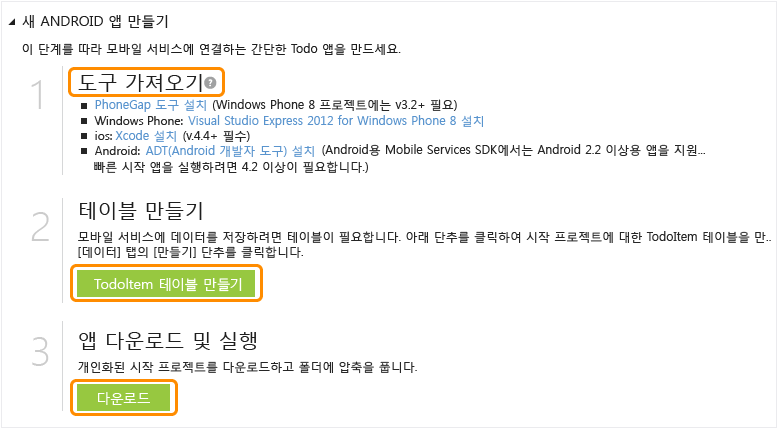 새 ANDROID 앱 만들기
이 단계를 따라 모바일 서비스에 연결하는 간단한 Todo 앱을 만드세요.
1
도구 가져오기 ?
PhoneGap 도구 설치 (Windows Phone 8 프로젝트에는 v3.2+ 필요)
Windows Phone: Visual Studio Express 2012 for Windows Phone 8 설치
ios: Xcode 설치 (v.4.4+ 필수)
Android: ADT(Android 개발자 도구) 설치 (Android용 Mobile Services SDK에서는 Android 2.2 이상용 앱을 지원...
빠른 시작 앱을 실행하려면 4.2 이상이 필요합니다.)
2
테이블 만들기
모바일 서비스에 데이터를 저장하려면 테이블이 필요합니다. 아래 단추를 클릭하여 시작 프로젝트에 대한 TodoItem 테이블을 만..
[데이터] 탭의 [만들기] 단추를 클릭합니다.
TodoItem 테이블 만들기
3
앱 다운로드 및 실행
개인화된 시작 프로젝트를 다운로드하고 폴더에 압축을 풉니다.
다운로드